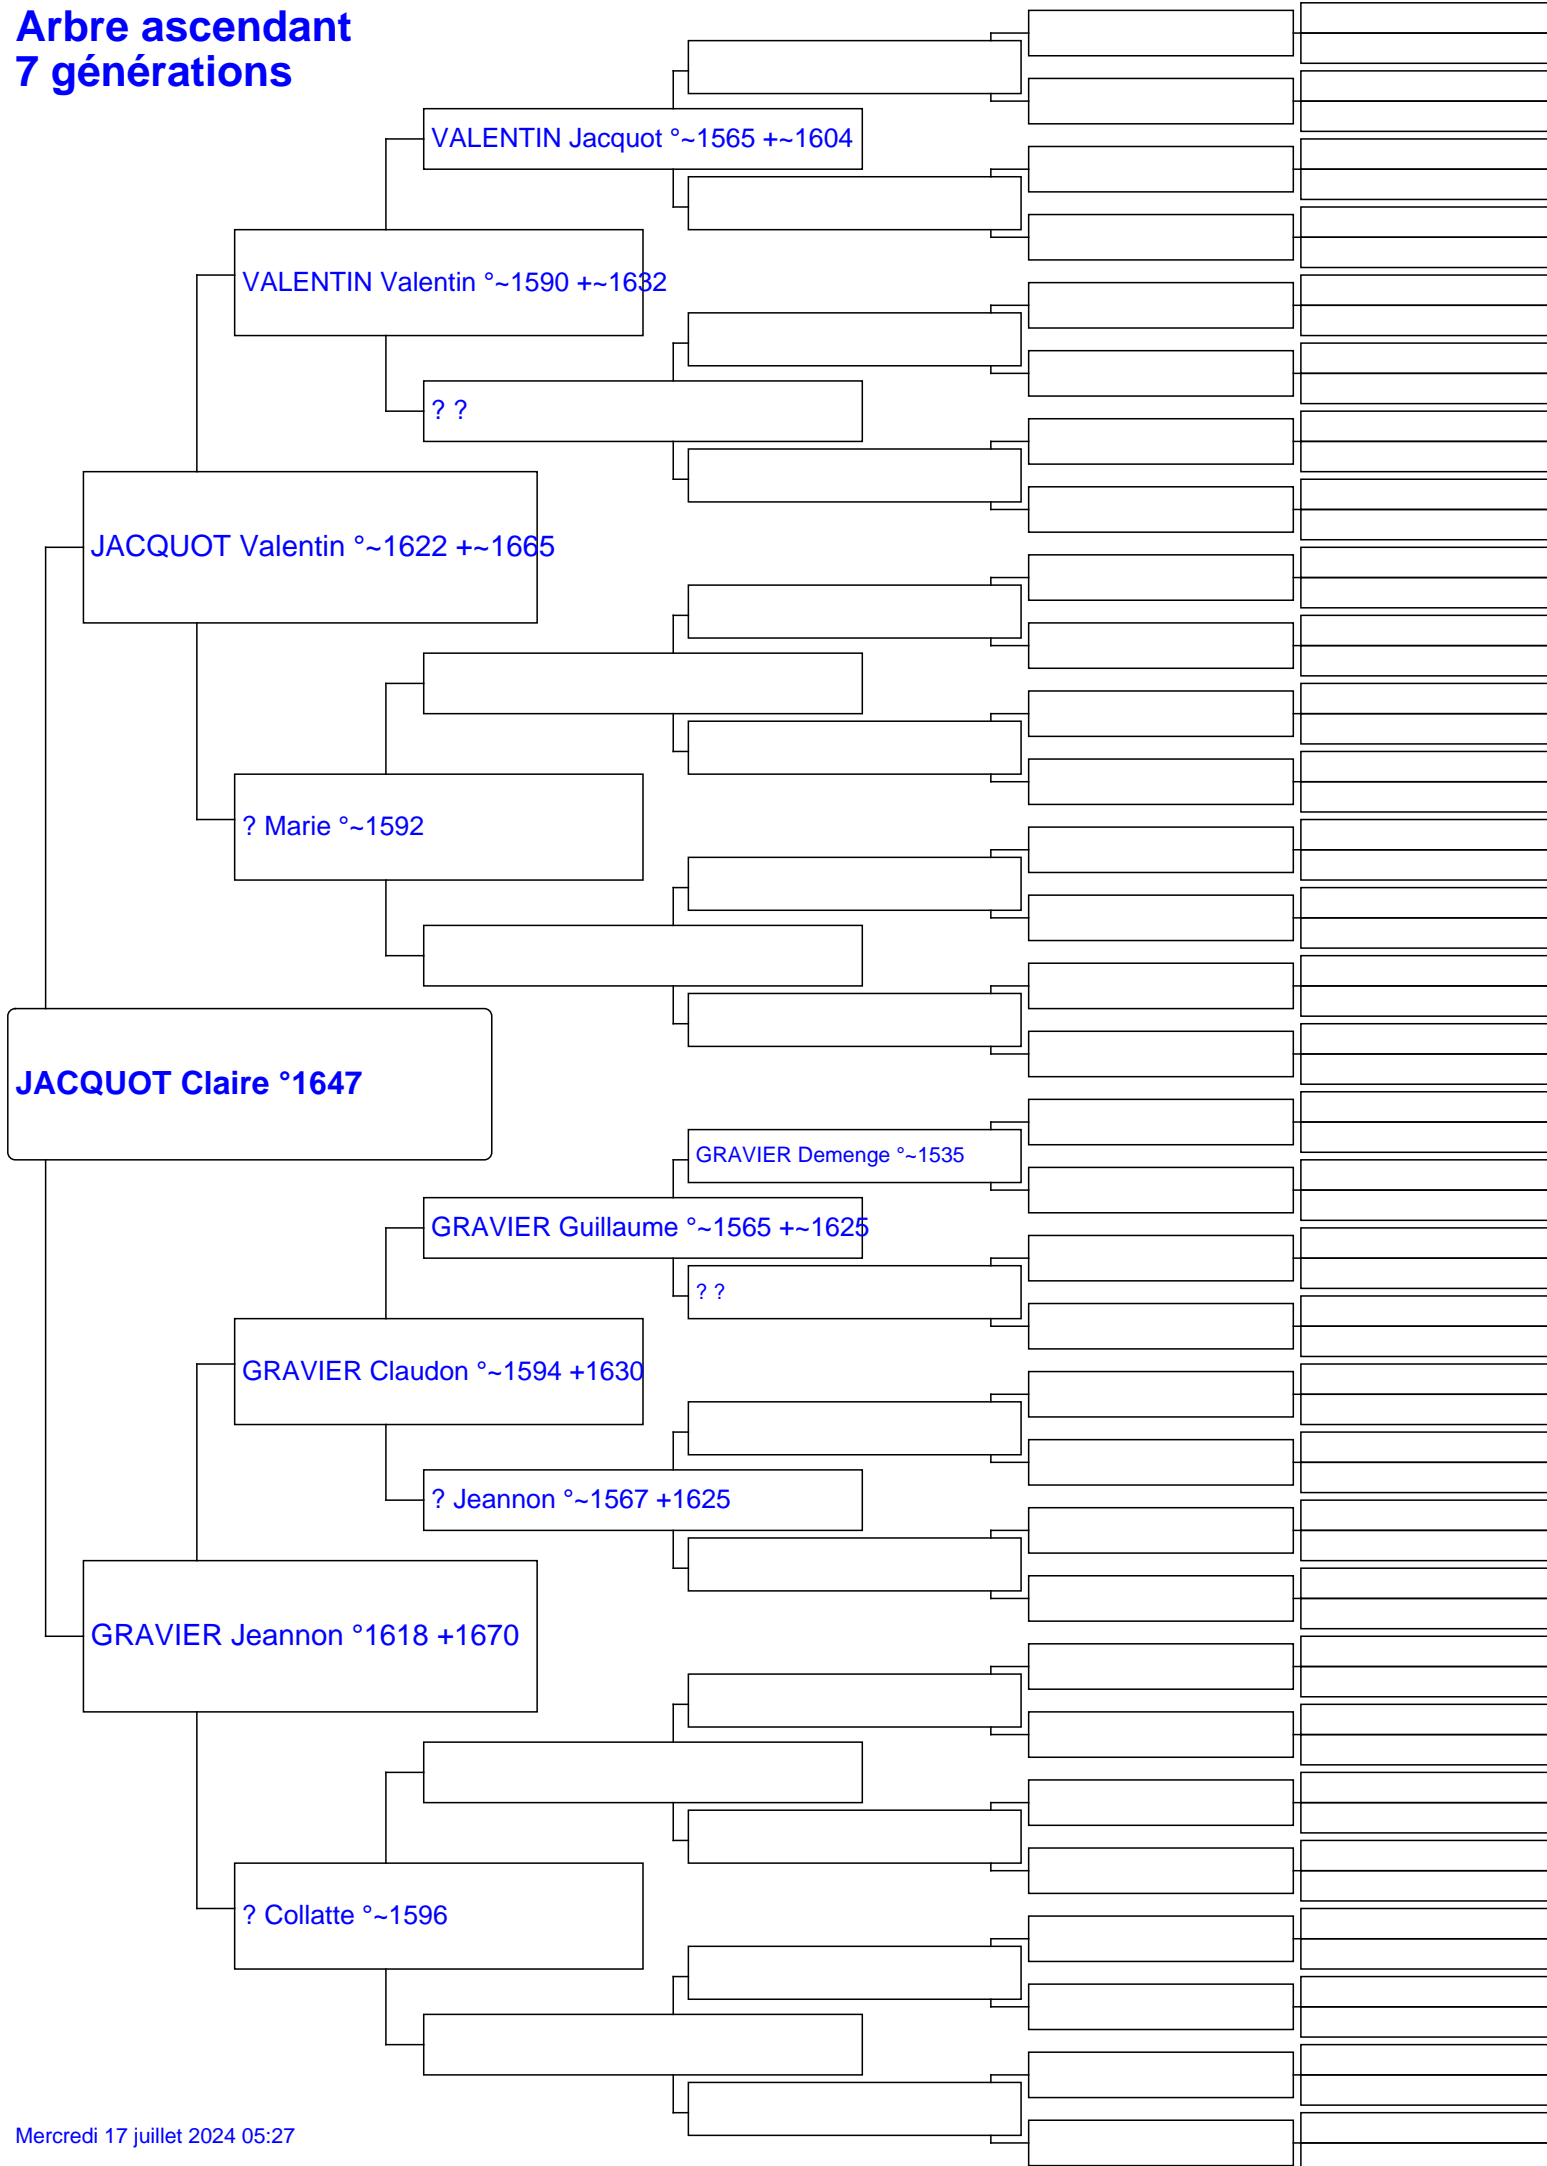 Arbre ascendant
7 générations
VALENTIN Jacquot °~1565 +~1604
VALENTIN Valentin °~1590 +~1632
? ?
JACQUOT Valentin °~1622 +~1665
? Marie °~1592
JACQUOT Claire °1647
GRAVIER Demenge °~1535
GRAVIER Guillaume °~1565 +~1625
? ?
GRAVIER Claudon °~1594 +1630
? Jeannon °~1567 +1625
GRAVIER Jeannon °1618 +1670
? Collatte °~1596
Mercredi 17 juillet 2024 05:27